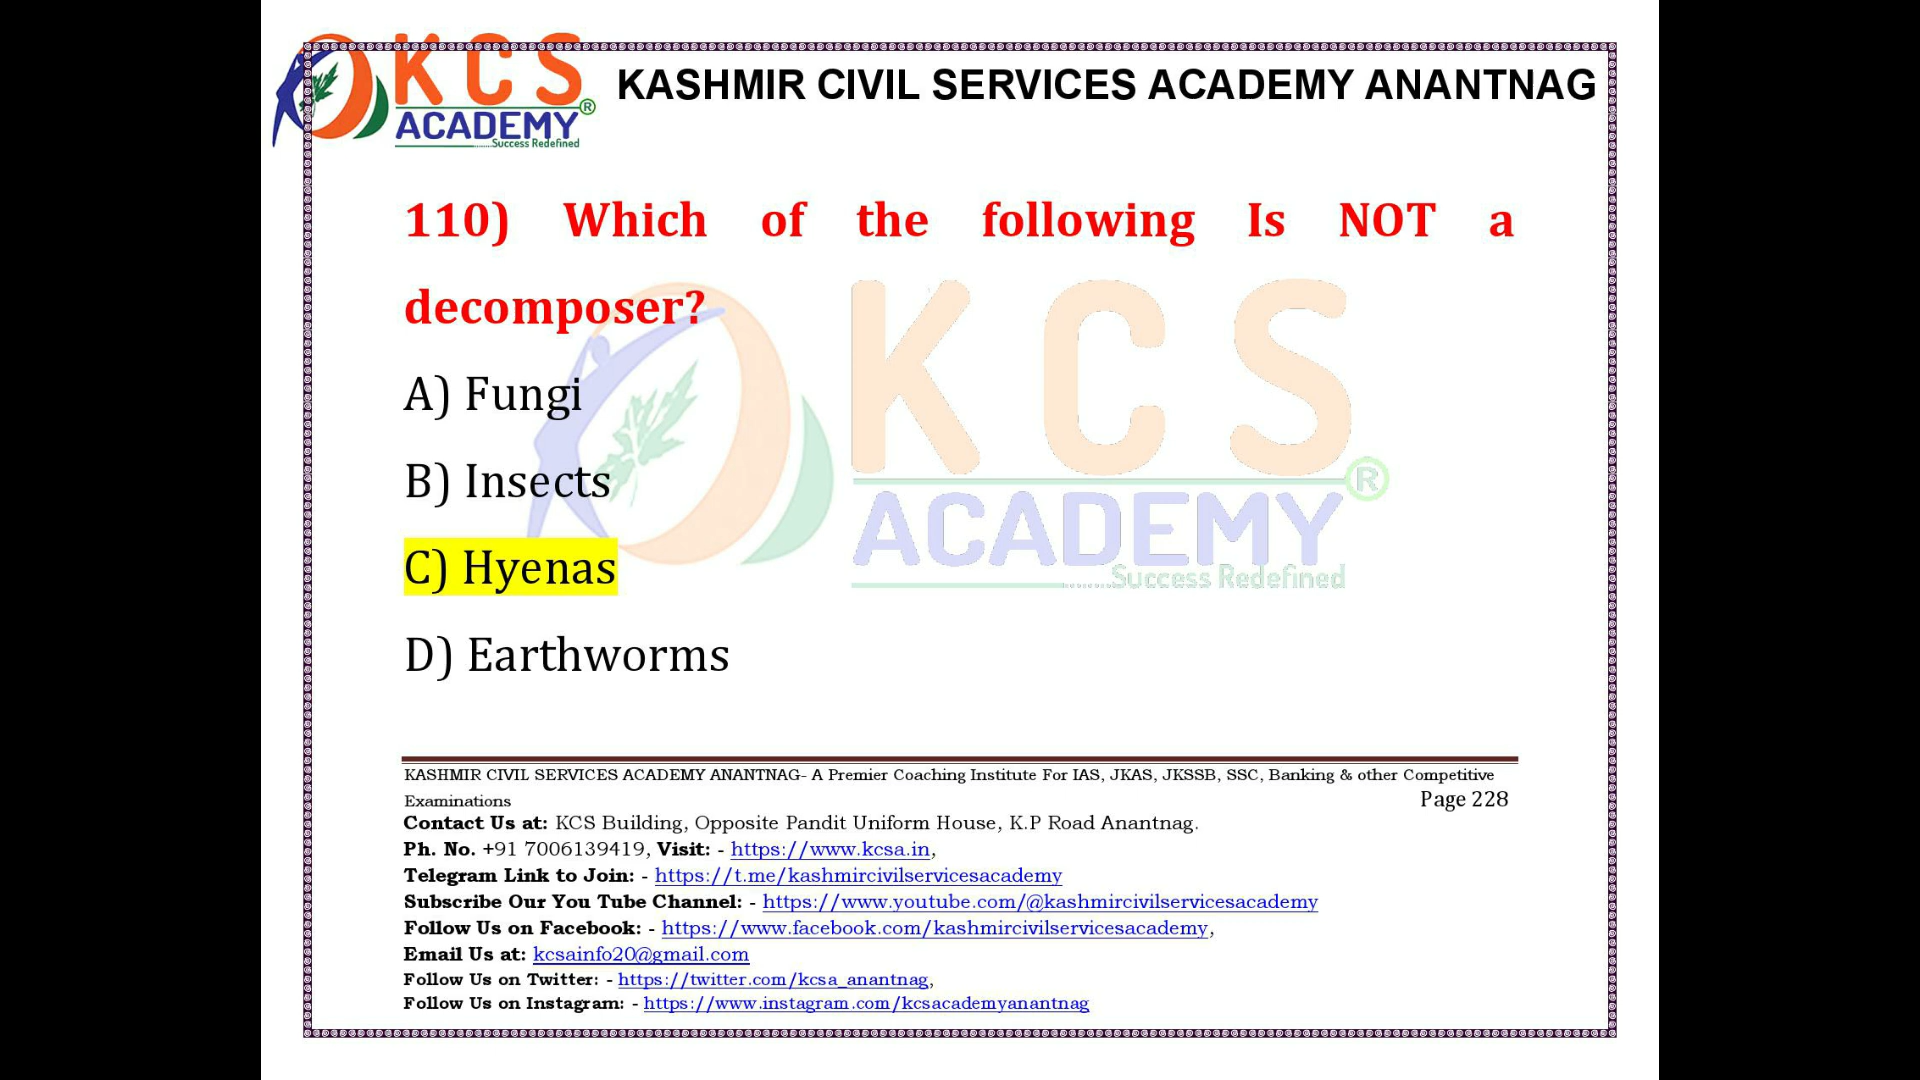 KCS
ACADEMY®
........Success Redefined
KASHMIR CIVIL SERVICES ACADEMY ANANTNAG
110) Which of the following Is NOT a
decomposer?
A) Fungi
B) Insects
C) Hyenas
D) Earthworms
KCS
ACADEMY®
........Success Redefined
KASHMIR CIVIL SERVICES ACADEMY ANANTNAG- A Premier Coaching Institute For IAS, JKAS, JKSSB, SSC, Banking & other Competitive
Examinations Page 228
Contact Us at: KCS Building, Opposite Pandit Uniform House, K.P Road Anantnag.
Ph. No. +91 7006139419, Visit: - https://www.kcsa.in,
Telegram Link to Join: - https://t.me/kashmircivilservicesacademy
Subscribe Our You Tube Channel: - https://www.youtube.com/@kashmircivilservicesacademy
Follow Us on Facebook: - https://www.facebook.com/kashmircivilservicesacademy,
Email Us at: kcsainfo20@gmail.com
Follow Us on Twitter: - https://twitter.com/kcsa_anantnag,
Follow Us on Instagram: - https://www.instagram.com/kcsacademyanantnag